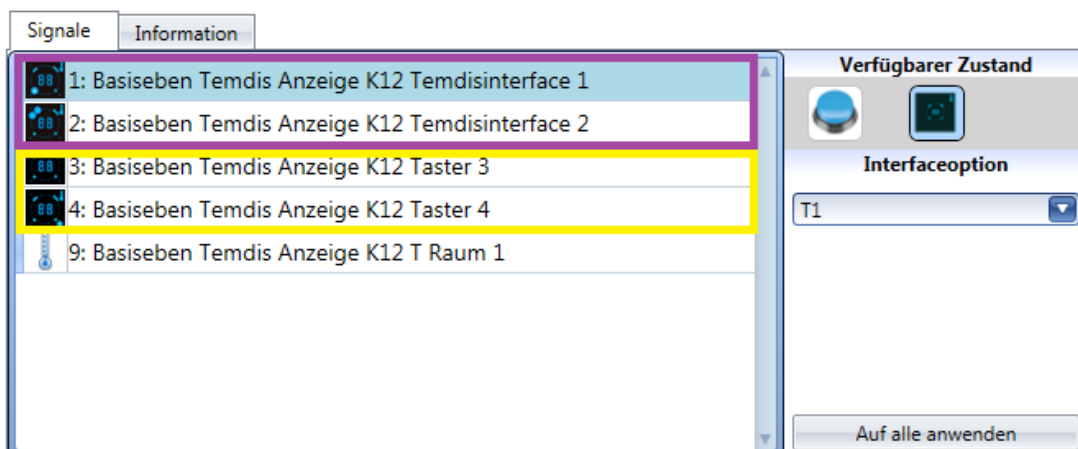 Signale
Information
1: Basiseben Temdis Anzeige K12 Temdisinterface 1
2: Basiseben Temdis Anzeige K12 Temdisinterface 2
3: Basiseben Temdis Anzeige K12 Taster 3
4: Basiseben Temdis Anzeige K12 Taster 4
9: Basiseben Temdis Anzeige K12 T Raum 1
Verfügbarer Zustand
Interfaceoption
T1
Auf alle anwenden